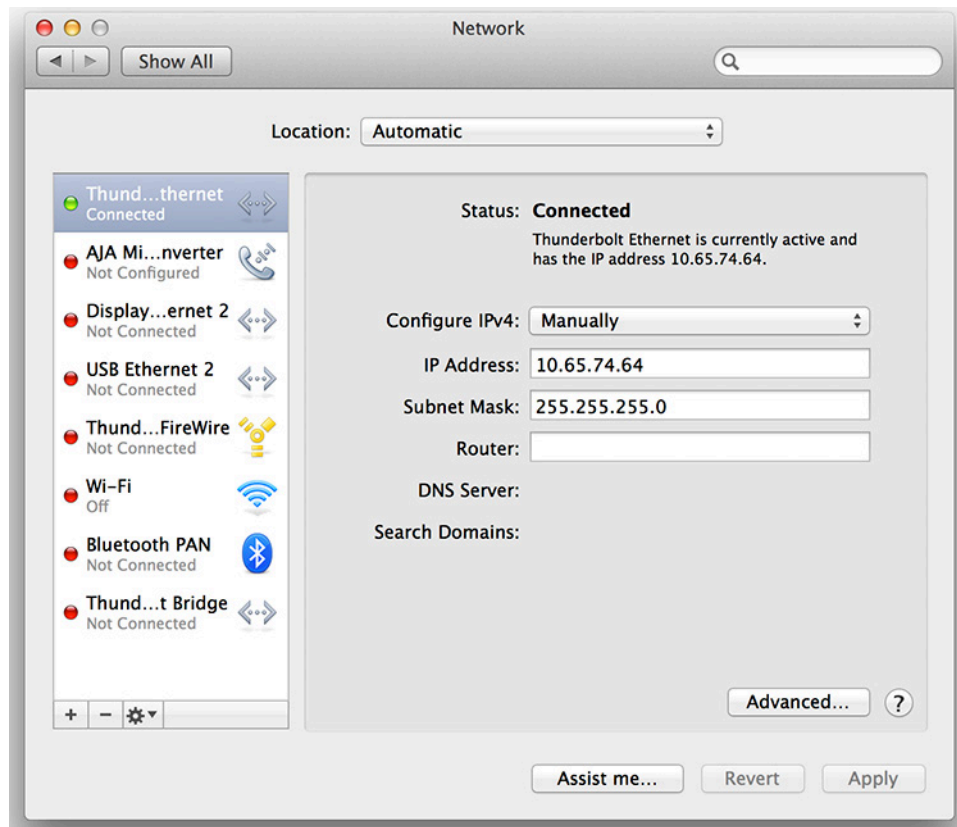 Network
Show All
Location: Automatic
Thund...thernet
Connected
AJA Mi...nverter
Not Configured
Display...ernet 2
Not Connected
USB Ethernet 2
Not Connected
Thund...FireWire
Not Connected
Wi-Fi
Off
Bluetooth PAN
Not Connected
Thund...t Bridge
Not Connected
+ −
Status: Connected
Thunderbolt Ethernet is currently active and
has the IP address 10.65.74.64.
Configure IPv4: Manually
IP Address: 10.65.74.64
Subnet Mask: 255.255.255.0
Router:
DNS Server:
Search Domains:
Advanced... ?
Assist me... Revert Apply